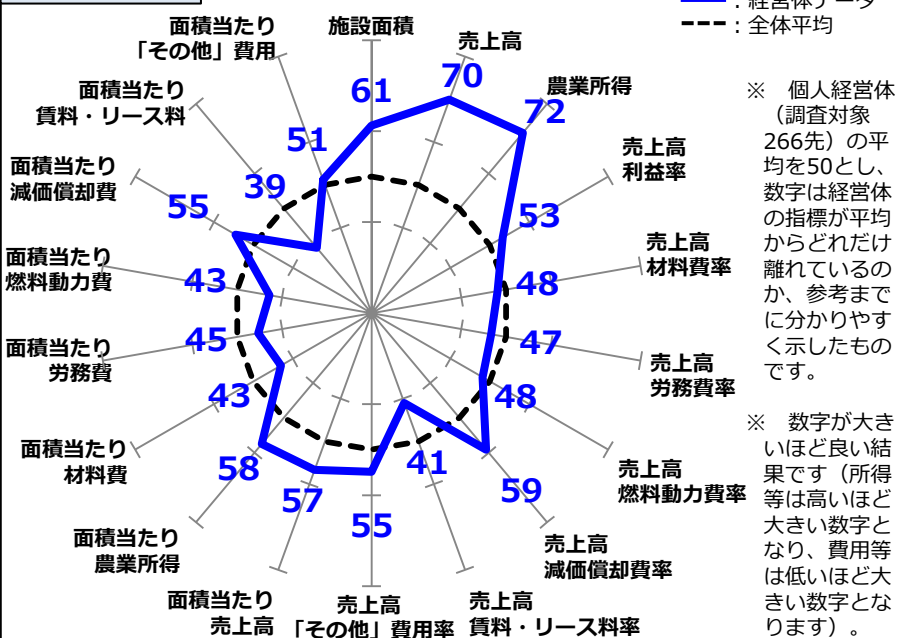 ━━━：経営体データ
---：全体平均
施設面積
61
売上高
70
農業所得
72
売上高
利益率
53
売上高
材料費率
48
売上高
労務費率
47
売上高
燃料動力費率
48
売上高
減価償却費率
59
売上高
賃料・リース料率
41
売上高
「その他」費用率
55
面積当たり
売上高
57
面積当たり
農業所得
58
面積当たり
材料費
43
面積当たり
労務費
45
面積当たり
燃料動力費
43
面積当たり
減価償却費
55
面積当たり
賃料・リース料
39
面積当たり
「その他」費用
51
※　個人経営体
（調査対象
266先）の平
均を50とし、
数字は経営体
の指標が平均
からどれだけ
離れているの
か、参考まで
に分かりやす
く示したもの
です。
※　数字が大き
いほど良い結
果です（所得
等は高いほど
大きい数字と
なり、費用等
は低いほど大
きい数字とな
ります）。